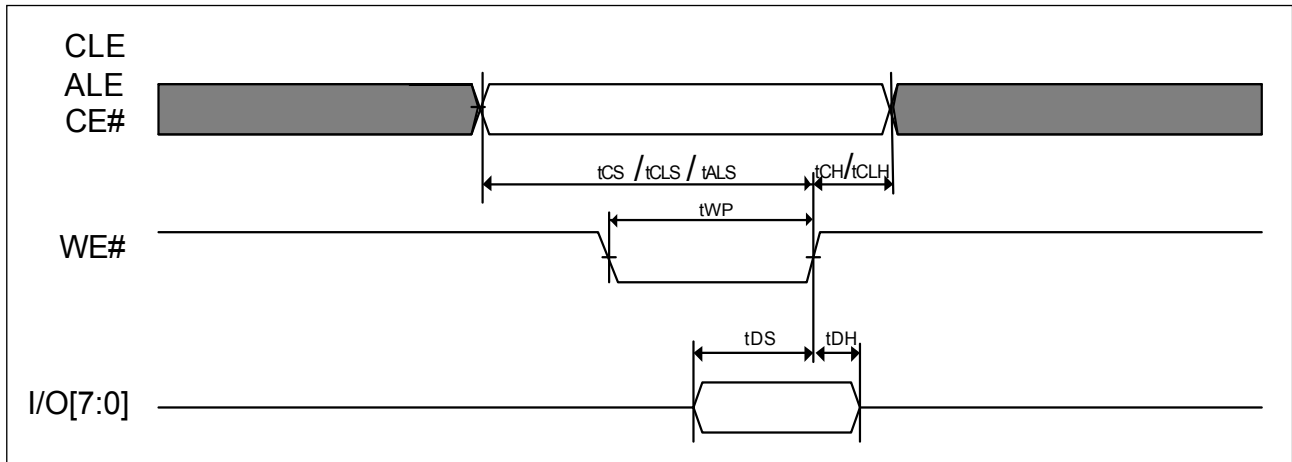 CLE
ALE
CE#
tCS / tCLS / tALS
tCH/tCLH
tWP
WE#
tDS
tDH
I/O[7:0]